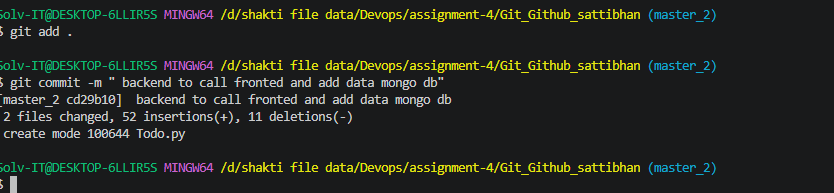 Solv-IT@DESKTOP-6LLIR5S MINGW64 /d/shakti file data/Devops/assignment-4/Git_Github_sattibhan (master_2)
$ git add .
Solv-IT@DESKTOP-6LLIR5S MINGW64 /d/shakti file data/Devops/assignment-4/Git_Github_sattibhan (master_2)
$ git commit -m " backend to call fronted and add data mongo db"
[master_2 cd29b10]  backend to call fronted and add data mongo db
 2 files changed, 52 insertions(+), 11 deletions(-)
 create mode 100644 Todo.py
Solv-IT@DESKTOP-6LLIR5S MINGW64 /d/shakti file data/Devops/assignment-4/Git_Github_sattibhan (master_2)
$